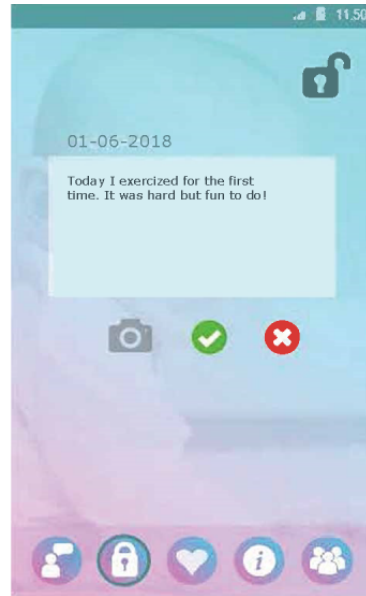 11.50
01-06-2018
Today I exercized for the first
time. It was hard but fun to do!
i